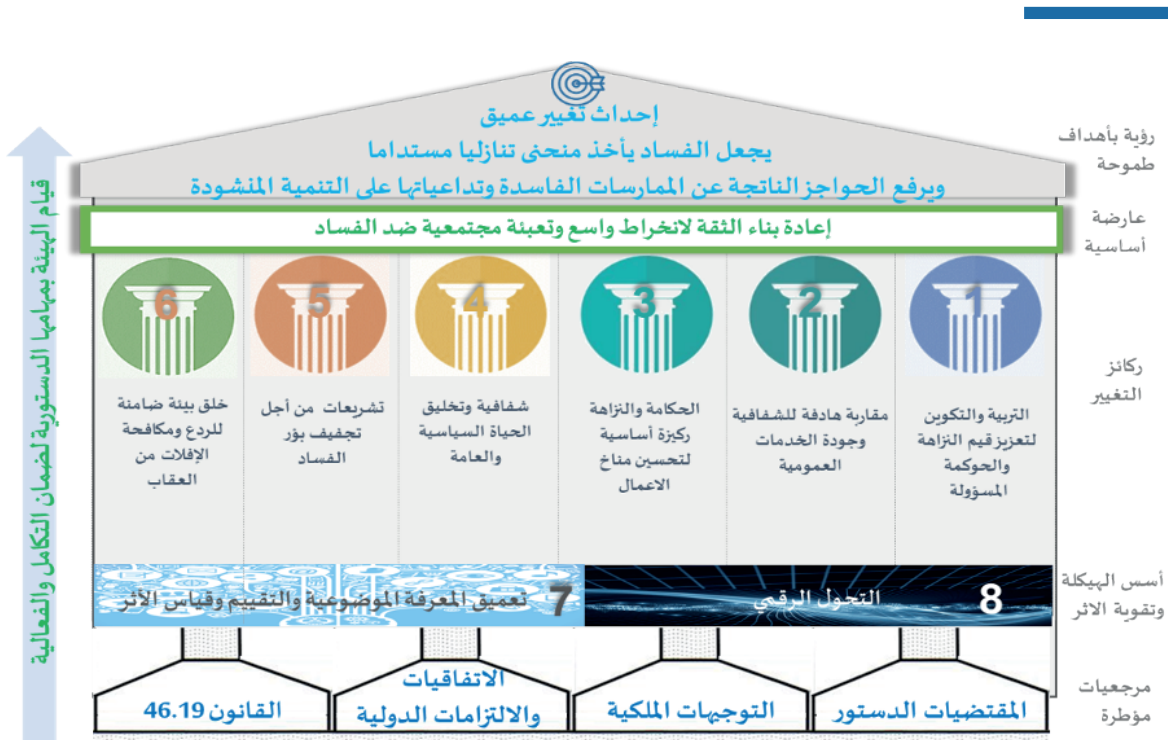 إحداث تغيير عميق
يجعل الفساد يأخذ منحنى تنازليا مستداما
ويرفع الحواجز الناتجة عن الممارسات الفاسدة وتداعياتها على التنمية المنشودة
رؤية بأهداف
طموحة
إعادة بناء الثقة لانخراط واسع وتعبئة مجتمعية ضد الفساد
عارضة
أساسية
ركائز
التغيير
1
التربية والتكوين
لتعزيز قيم النزاهة
والحوكمة
المسؤولة
2
مقاربة هادفة للشفافية
وجودة الخدمات
العمومية
3
الحكامة والنزاهة
ركيزة أساسية
لتحسين مناخ
الاعمال
4
شفافية وتخليق
الحياة السياسية
والعامة
5
تشريعات من أجل
تجفيف بؤر
الفساد
6
خلق بيئة ضامنة
للردع ومكافحة
الإفلات من
العقاب
أسس الهيكلة
وتقوية الاثر
8 التحول الرقمي
7 تعميق المعرفة الموضوعية والتقييم وقياس الأثر
مرجعيات
مؤطرة
المقتضيات الدستور
التوجيهات الملكية
الاتفاقيات
والالتزامات الدولية
القانون 46.19
قيام الهيئة بمهامها الدستورية لضمان التكامل والفعالية